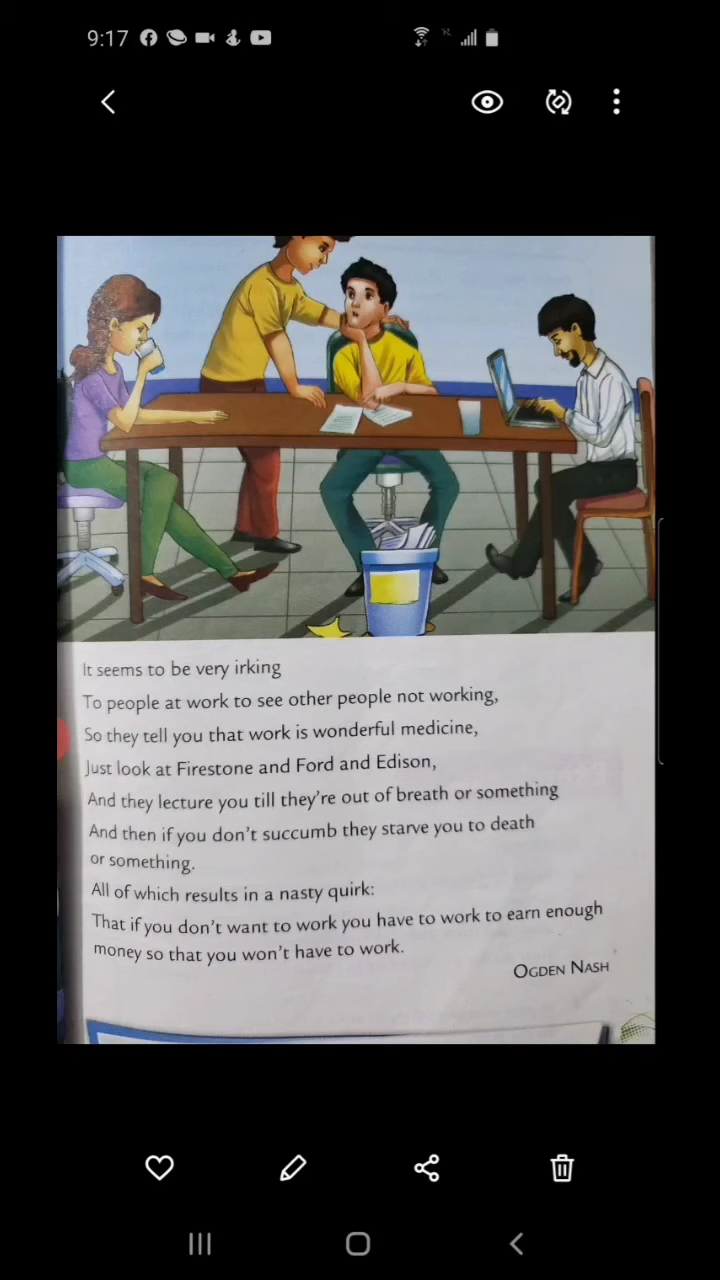 9:17
It seems to be very irking
To people at work to see other people not working,
So they tell you that work is wonderful medicine,
Just look at Firestone and Ford and Edison,
And they lecture you till they're out of breath or something
And then if you don't succumb they starve you to death
or something.
All of which results in a nasty quirk:
That if you don't want to work you have to work to earn enough
money so that you won't have to work.
OGDEN NASH